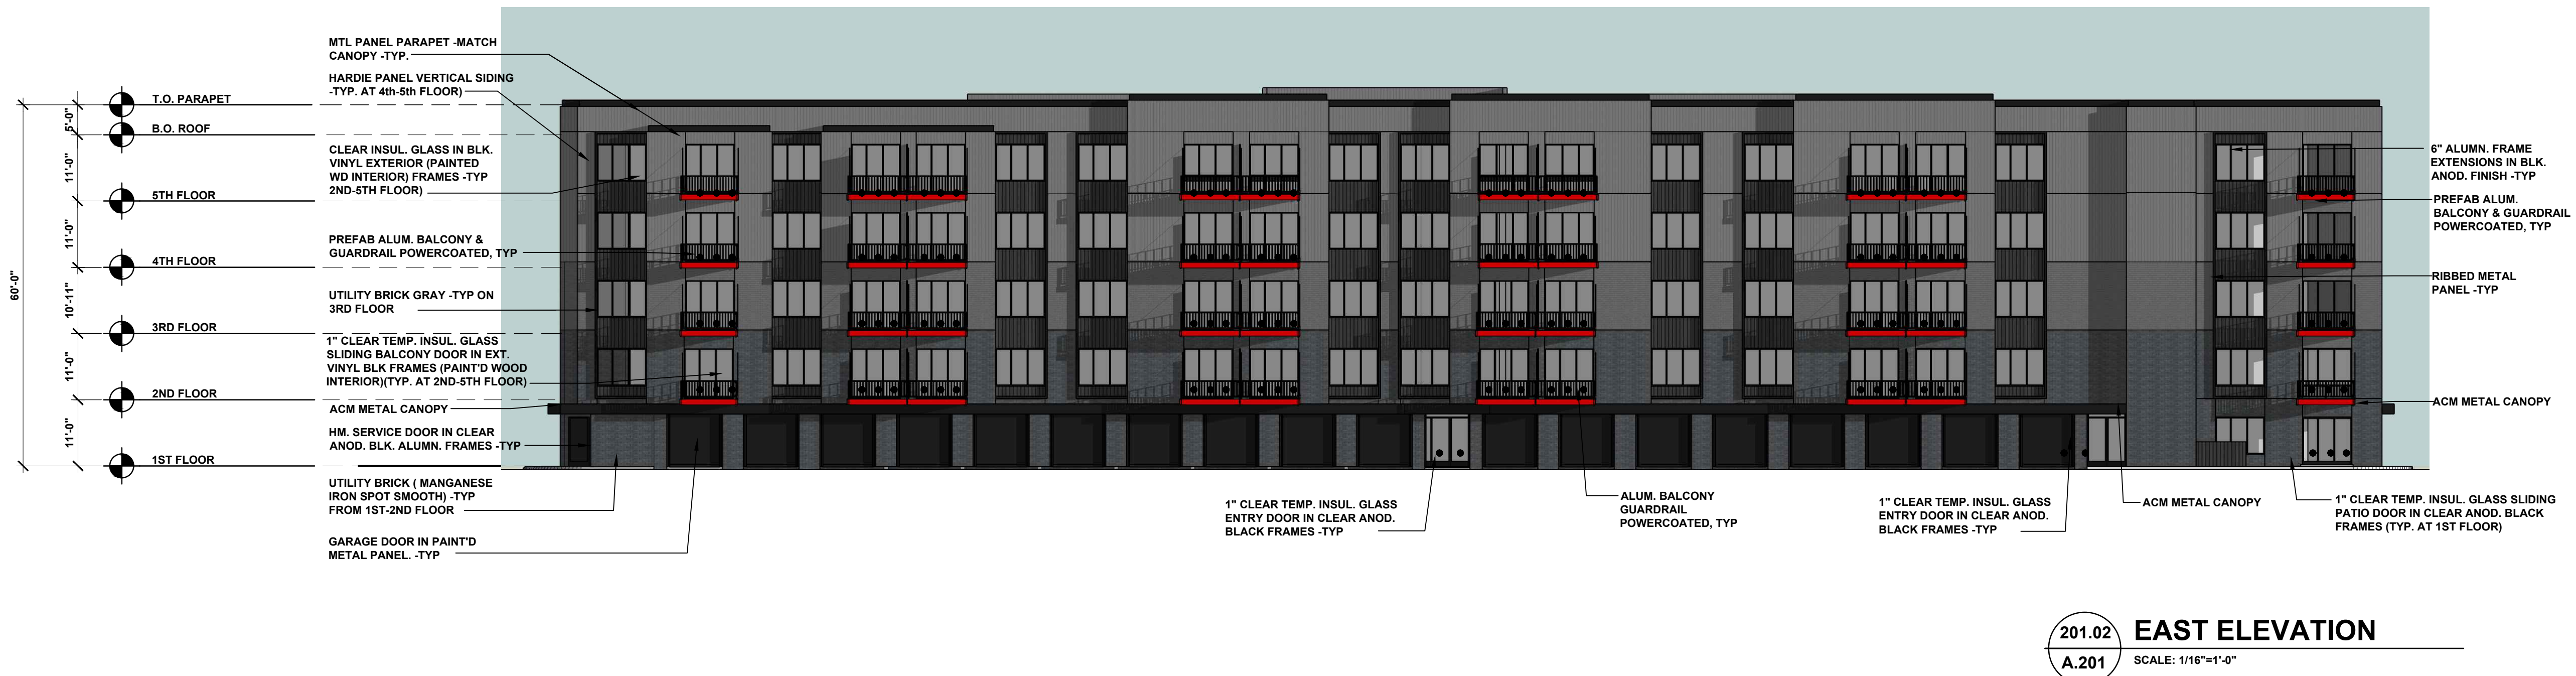 MTL PANEL PARAPET -MATCH
CANOPY -TYP.
HARDIE PANEL VERTICAL SIDING
-TYP. AT 4th-5th FLOOR)
T.O. PARAPET
5'-0"
B.O. ROOF
11'-0"
CLEAR INSUL. GLASS IN BLK.
VINYL EXTERIOR (PAINTED
WD INTERIOR) FRAMES -TYP
2ND-5TH FLOOR)
5TH FLOOR
11'-0"
PREFAB ALUM. BALCONY &
GUARDRAIL POWERCOATED, TYP
4TH FLOOR
60'-0"
10'-11"
UTILITY BRICK GRAY -TYP ON
3RD FLOOR
3RD FLOOR
11'-0"
1" CLEAR TEMP. INSUL. GLASS
SLIDING BALCONY DOOR IN EXT.
VINYL BLK FRAMES (PAINT'D WOOD
INTERIOR)(TYP. AT 2ND-5TH FLOOR)
2ND FLOOR
ACM METAL CANOPY
11'-0"
HM. SERVICE DOOR IN CLEAR
ANOD. BLK. ALUMN. FRAMES -TYP
1ST FLOOR
UTILITY BRICK ( MANGANESE
IRON SPOT SMOOTH) -TYP
FROM 1ST-2ND FLOOR
GARAGE DOOR IN PAINT'D
METAL PANEL. -TYP
1" CLEAR TEMP. INSUL. GLASS
ENTRY DOOR IN CLEAR ANOD.
BLACK FRAMES -TYP
ALUM. BALCONY
GUARDRAIL
POWERCOATED, TYP
1" CLEAR TEMP. INSUL. GLASS
ENTRY DOOR IN CLEAR ANOD.
BLACK FRAMES -TYP
ACM METAL CANOPY
1" CLEAR TEMP. INSUL. GLASS SLIDING
PATIO DOOR IN CLEAR ANOD. BLACK
FRAMES (TYP. AT 1ST FLOOR)
6" ALUMN. FRAME
EXTENSIONS IN BLK.
ANOD. FINISH -TYP
PREFAB ALUM.
BALCONY & GUARDRAIL
POWERCOATED, TYP
RIBBED METAL
PANEL -TYP
ACM METAL CANOPY
201.02
A.201
EAST ELEVATION
SCALE: 1/16"=1'-0"